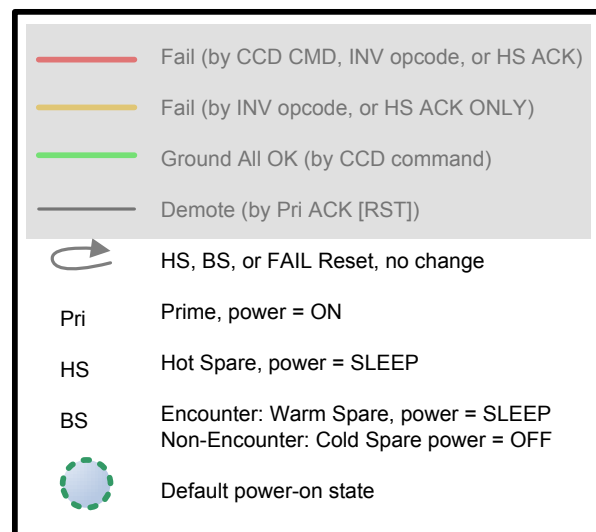 Fail (by CCD CMD, INV opcode, or HS ACK)
Fail (by INV opcode, or HS ACK ONLY)
Ground All OK (by CCD command)
Demote (by Pri ACK [RST])
HS, BS, or FAIL Reset, no change
Pri Prime, power = ON
HS Hot Spare, power = SLEEP
BS Encounter: Warm Spare, power = SLEEP
Non-Encounter: Cold Spare power = OFF
Default power-on state